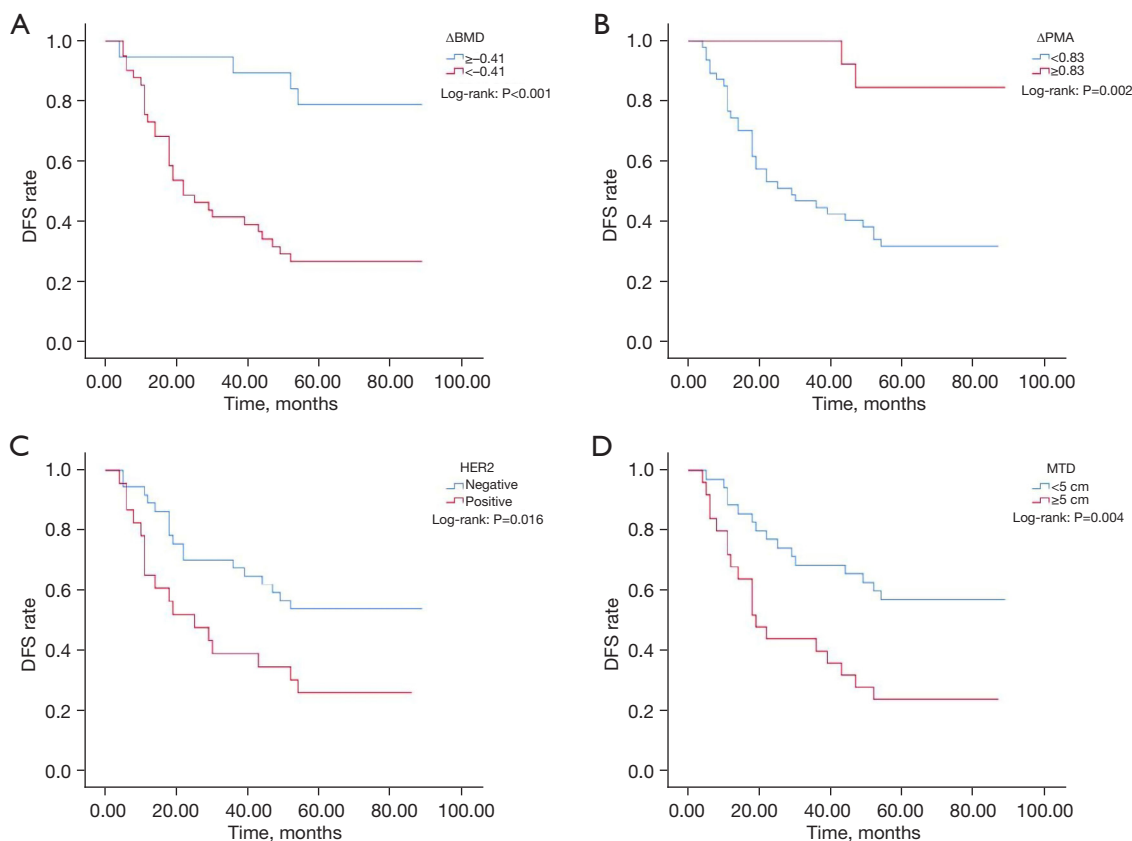 A
ΔBMD
≥–0.41
<–0.41
Log-rank: P<0.001
DFS rate
1.0
0.8
0.6
0.4
0.2
0.0
0.00 20.00 40.00 60.00 80.00 100.00
Time, months
B
ΔPMA
<0.83
≥0.83
Log-rank: P=0.002
DFS rate
1.0
0.8
0.6
0.4
0.2
0.0
0.00 20.00 40.00 60.00 80.00 100.00
Time, months
C
HER2
Negative
Positive
Log-rank: P=0.016
DFS rate
1.0
0.8
0.6
0.4
0.2
0.0
0.00 20.00 40.00 60.00 80.00 100.00
Time, months
D
MTD
<5 cm
≥5 cm
Log-rank: P=0.004
DFS rate
1.0
0.8
0.6
0.4
0.2
0.0
0.00 20.00 40.00 60.00 80.00 100.00
Time, months